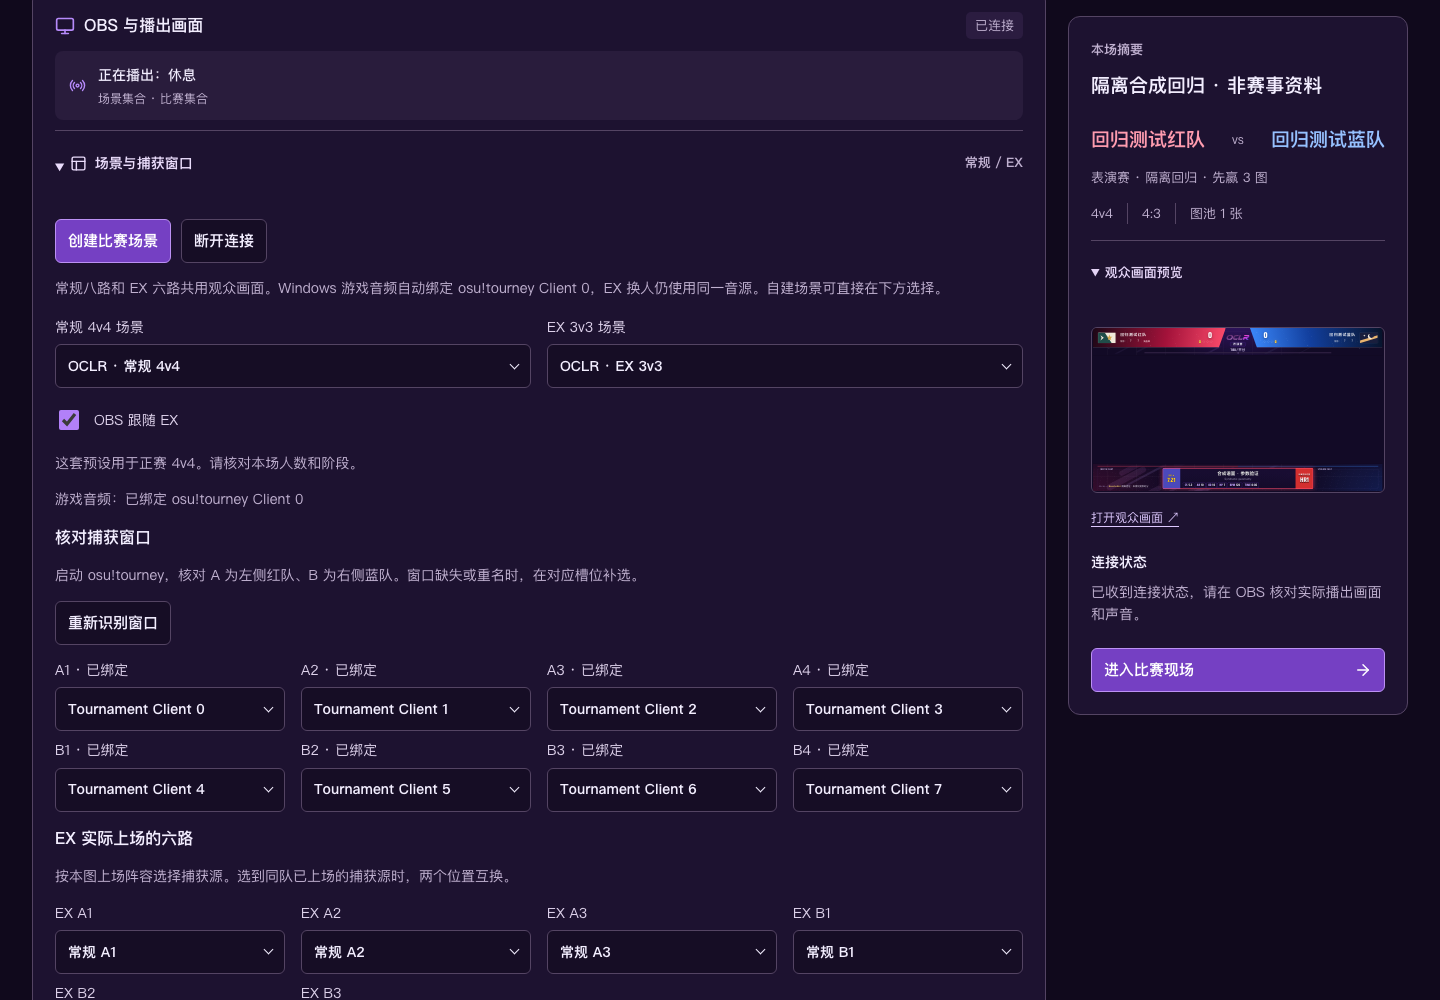 OBS 与播出画面
已连接
正在播出：休息
场景集合 · 比赛集合
场景与捕获窗口
常规 / EX
创建比赛场景
断开连接
常规八路和 EX 六路共用观众画面。Windows 游戏音频自动绑定 osu!tourney Client 0，EX 换人仍使用同一音源。自建场景可直接在下方选择。
常规 4v4 场景
EX 3v3 场景
OCLR · 常规 4v4
OCLR · EX 3v3
OBS 跟随 EX
这套预设用于正赛 4v4。请核对本场人数和阶段。
游戏音频：已绑定 osu!tourney Client 0
核对捕获窗口
启动 osu!tourney，核对 A 为左侧红队、B 为右侧蓝队。窗口缺失或重名时，在对应槽位补选。
重新识别窗口
A1 · 已绑定
A2 · 已绑定
A3 · 已绑定
A4 · 已绑定
Tournament Client 0
Tournament Client 1
Tournament Client 2
Tournament Client 3
B1 · 已绑定
B2 · 已绑定
B3 · 已绑定
B4 · 已绑定
Tournament Client 4
Tournament Client 5
Tournament Client 6
Tournament Client 7
EX 实际上场的六路
按本图上场阵容选择捕获源。选到同队已上场的捕获源时，两个位置互换。
EX A1
EX A2
EX A3
EX B1
常规 A1
常规 A2
常规 A3
常规 B1
EX B2
EX B3
本场摘要
隔离合成回归 · 非赛事资料
回归测试红队
vs
回归测试蓝队
表演赛 · 隔离回归 · 先赢 3 图
4v4
4:3
图池 1 张
观众画面预览
回归测试红队
0
OCLR
0
回归测试蓝队
打开观众画面 ↗
连接状态
已收到连接状态，请在 OBS 核对实际播出画面
和声音。
进入比赛现场